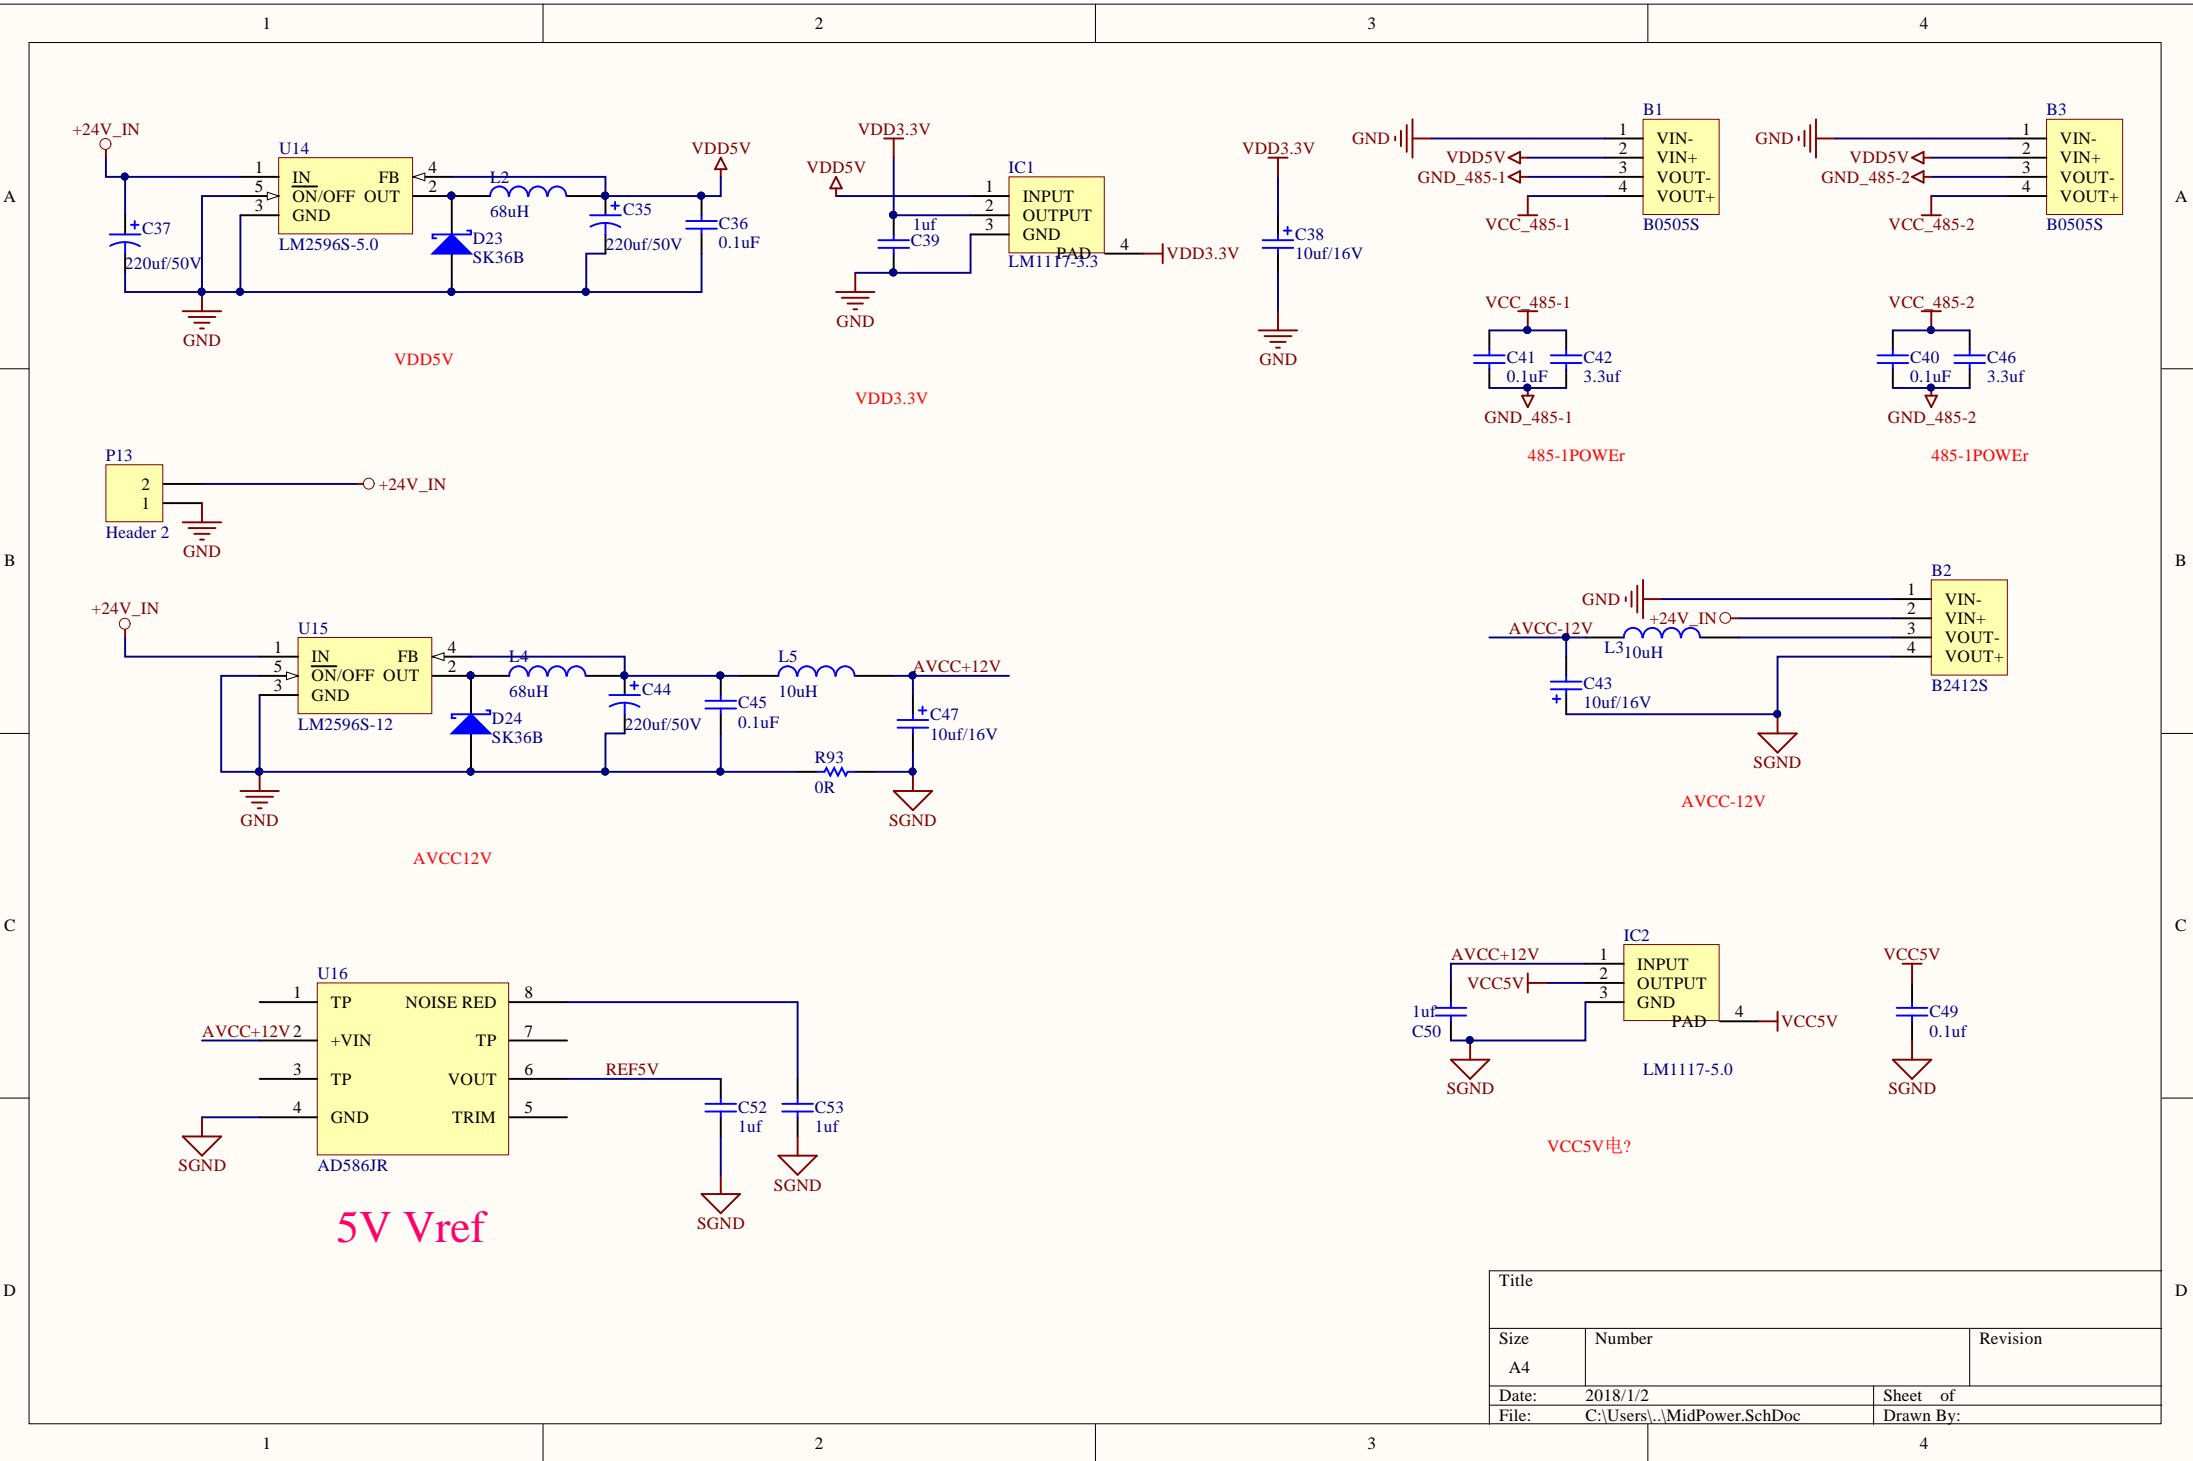 1 2 3 4
A A
B B
C C
D D
+24V_IN
U14
1 IN FB 4
5 ON/OFF OUT 2
3 GND
LM2596S-5.0
C37
220uf/50V
L2
68uH
D23
SK36B
C35
220uf/50V
C36
0.1uF
VDD5V
GND
VDD5V
VDD3.3V
VDD5V
IC1
1 INPUT
2 OUTPUT
3 GND
PAD 4 VDD3.3V
LM1117-3.3
1uf
C39
GND
VDD3.3V
VDD3.3V
C38
10uf/16V
GND
B1
GND 1 VIN-
VDD5V 2 VIN+
GND_485-1 3 VOUT-
4 VOUT+
VCC_485-1
B0505S
VCC_485-1
C41
0.1uF
C42
3.3uf
GND_485-1
485-1POWEr
B3
GND 1 VIN-
VDD5V 2 VIN+
GND_485-2 3 VOUT-
4 VOUT+
VCC_485-2
B0505S
VCC_485-2
C40
0.1uF
C46
3.3uf
GND_485-2
485-1POWEr
P13
2 +24V_IN
1
Header 2
GND
+24V_IN
U15
1 IN FB 4
5 ON/OFF OUT 2
3 GND
LM2596S-12
L4
68uH
D24
SK36B
C44
220uf/50V
C45
0.1uF
L5
10uH
AVCC+12V
C47
10uf/16V
R93
0R
GND
SGND
AVCC12V
B2
GND 1 VIN-
+24V_IN 2 VIN+
AVCC-12V 3 VOUT-
4 VOUT+
L3 10uH
B2412S
C43
10uf/16V
SGND
AVCC-12V
U16
1 TP NOISE RED 8
AVCC+12V 2 +VIN TP 7
3 TP VOUT 6 REF5V
4 GND TRIM 5
AD586JR
SGND
C52
1uf
C53
1uf
SGND
SGND
5V Vref
IC2
AVCC+12V 1 INPUT
VCC5V 2 OUTPUT
3 GND
PAD 4 VCC5V
1uf
C50
SGND
LM1117-5.0
VCC5V
C49
0.1uf
SGND
VCC5V电?
Title
Size Number Revision
A4
Date: 2018/1/2 Sheet of
File: C:\Users\..\MidPower.SchDoc Drawn By:
1 2 3 4